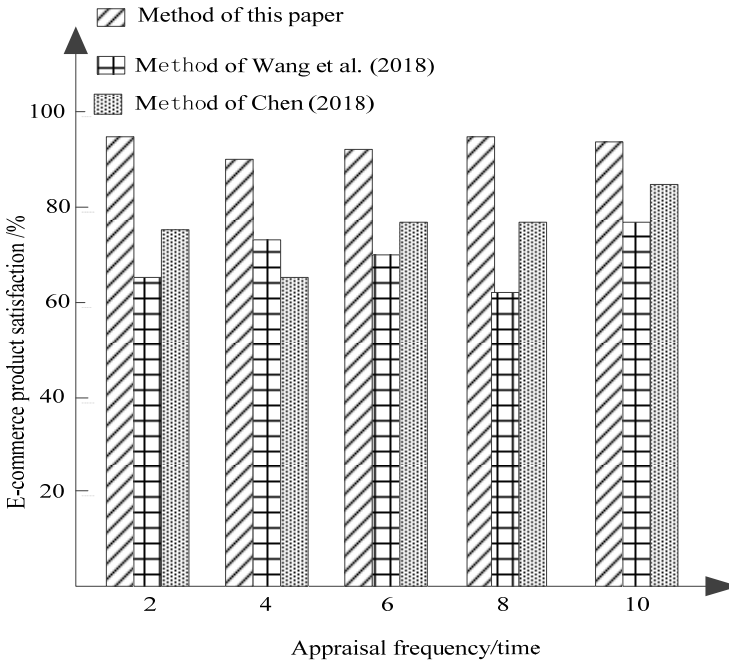 Method of this paper
Method of Wang et al. (2018)
Method of Chen (2018)
100
80
60
40
20
E-commerce product satisfaction /%
2 4 6 8 10
Appraisal frequency/time